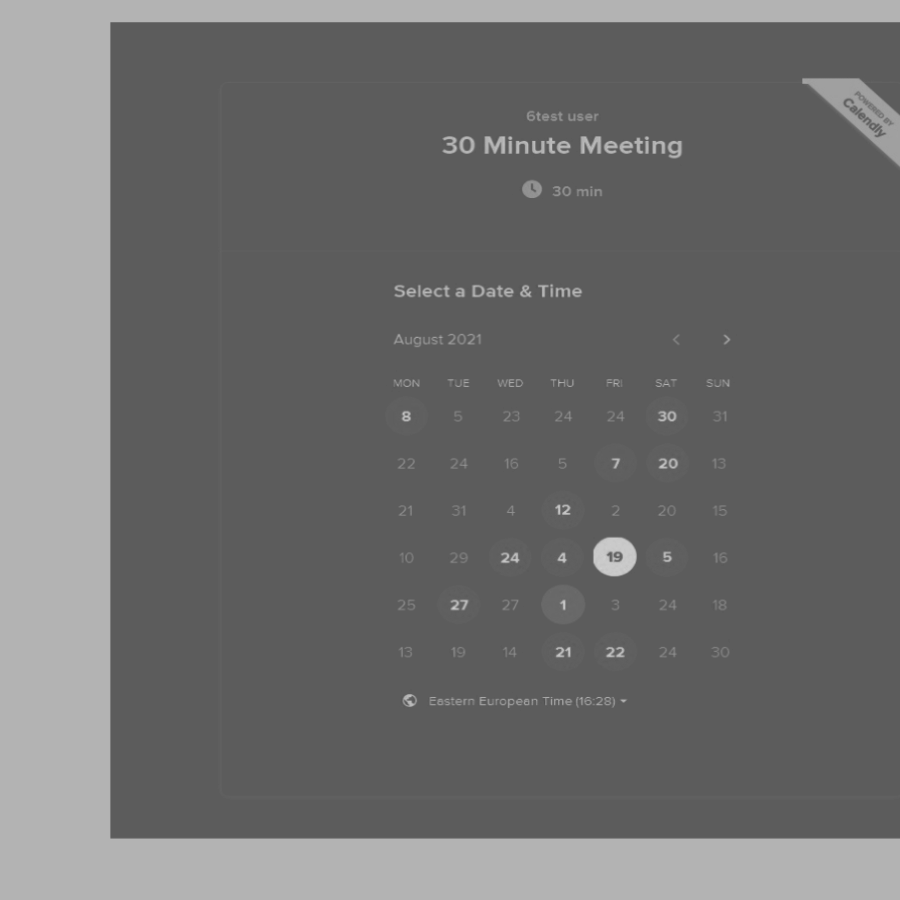 POWERED BY
Calendly
6test user
30 Minute Meeting
30 min
Select a Date & Time
August 2021
MON TUE WED THU FRI SAT SUN
8 5 23 24 24 30 31
22 24 16 5 7 20 13
21 31 4 12 2 20 15
10 29 24 4 19 5 16
25 27 27 1 3 24 18
13 19 14 21 22 24 30
Eastern European Time (16:28)